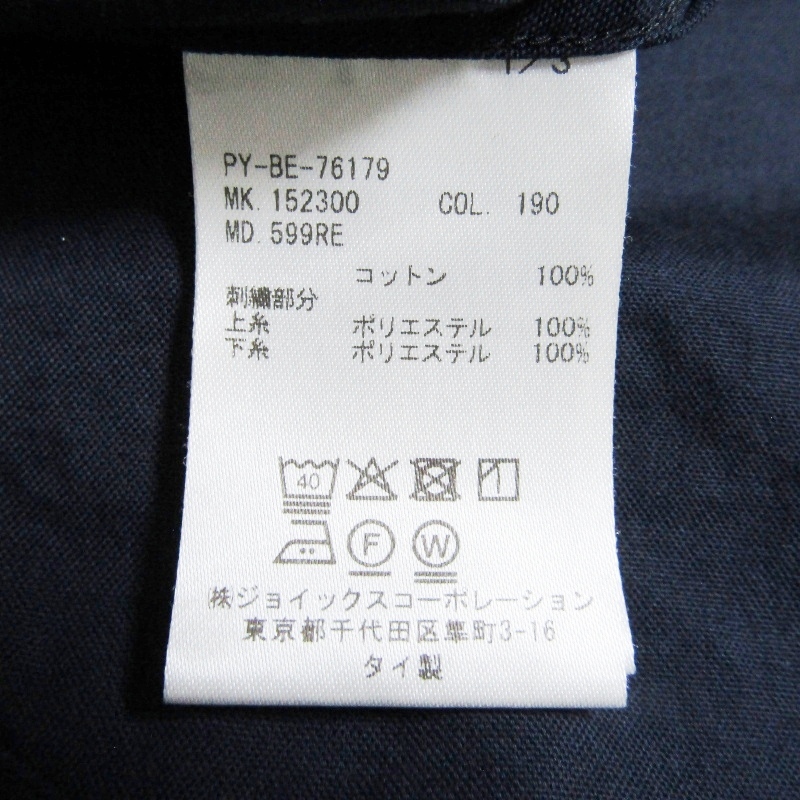 1/3
PY-BE-76179
MK. 152300 COL. 190
MD. 599RE
コットン 100%
刺繍部分
上糸 ポリエステル 100%
下糸 ポリエステル 100%
40
F W
㈱ジョイックスコーポレーション
東京都千代田区隼町3-16
タイ製